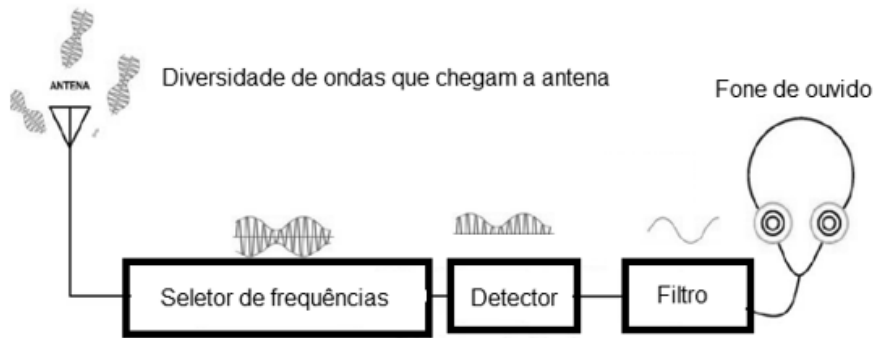 ANTENA
Diversidade de ondas que chegam a antena
Fone de ouvido
Seletor de frequências
Detector
Filtro